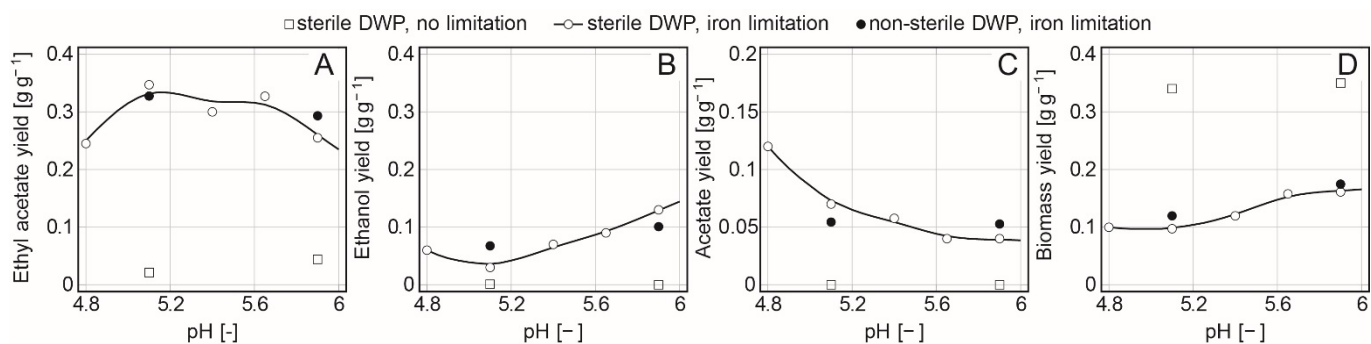 sterile DWP, no limitation sterile DWP, iron limitation non-sterile DWP, iron limitation
A
Ethyl acetate yield [g g⁻¹]
0.4
0.3
0.2
0.1
0
4.8 5.2 5.6 6
pH [-]
B
Ethanol yield [g g⁻¹]
0.4
0.3
0.2
0.1
0
4.8 5.2 5.6 6
pH [–]
C
Acetate yield [g g⁻¹]
0.2
0.15
0.1
0.05
0
4.8 5.2 5.6 6
pH [–]
D
Biomass yield [g g⁻¹]
0.4
0.3
0.2
0.1
0
4.8 5.2 5.6 6
pH [–]